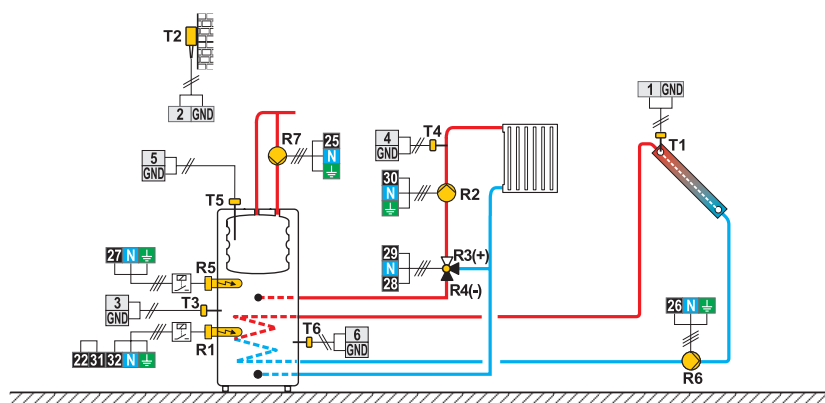 T2
2 GND
5
GND
T5
R7
25
N
4
GND
T4
30
N
R2
1 GND
T1
29
N
28
R3(+)
R4(-)
27 N
R5
3
GND
T3
R1
22 31 32 N
T6
6
GND
26 N
R6